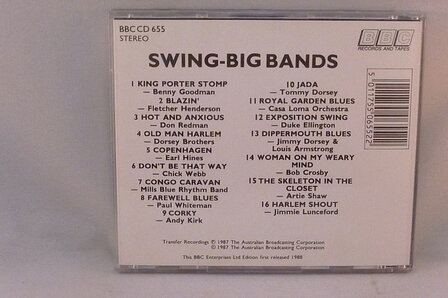 BBC CD 655
STEREO
BBC
RECORDS AND TAPES
SWING-BIG BANDS
1 KING PORTER STOMP
— Benny Goodman
2 BLAZIN'
— Fletcher Henderson
3 HOT AND ANXIOUS
— Don Redman
4 OLD MAN HARLEM
— Dorsey Brothers
5 COPENHAGEN
— Earl Hines
6 DON'T BE THAT WAY
— Chick Webb
7 CONGO CARAVAN
— Mills Blue Rhythm Band
8 FAREWELL BLUES
— Paul Whiteman
9 CORKY
— Andy Kirk
10 JADA
— Tommy Dorsey
11 ROYAL GARDEN BLUES
— Casa Loma Orchestra
12 EXPOSITION SWING
— Duke Ellington
13 DIPPERMOUTH BLUES
— Jimmy Dorsey &
Louis Armstrong
14 WOMAN ON MY WEARY
MIND
— Bob Crosby
15 THE SKELETON IN THE
CLOSET
— Artie Shaw
16 HARLEM SHOUT
— Jimmie Lunceford
5 011755 065522
Transfer Recordings ℗ 1987 The Australian Broadcasting Corporation
© 1987 The Australian Broadcasting Corporation
This BBC Enterprises Ltd Edition first released 1988